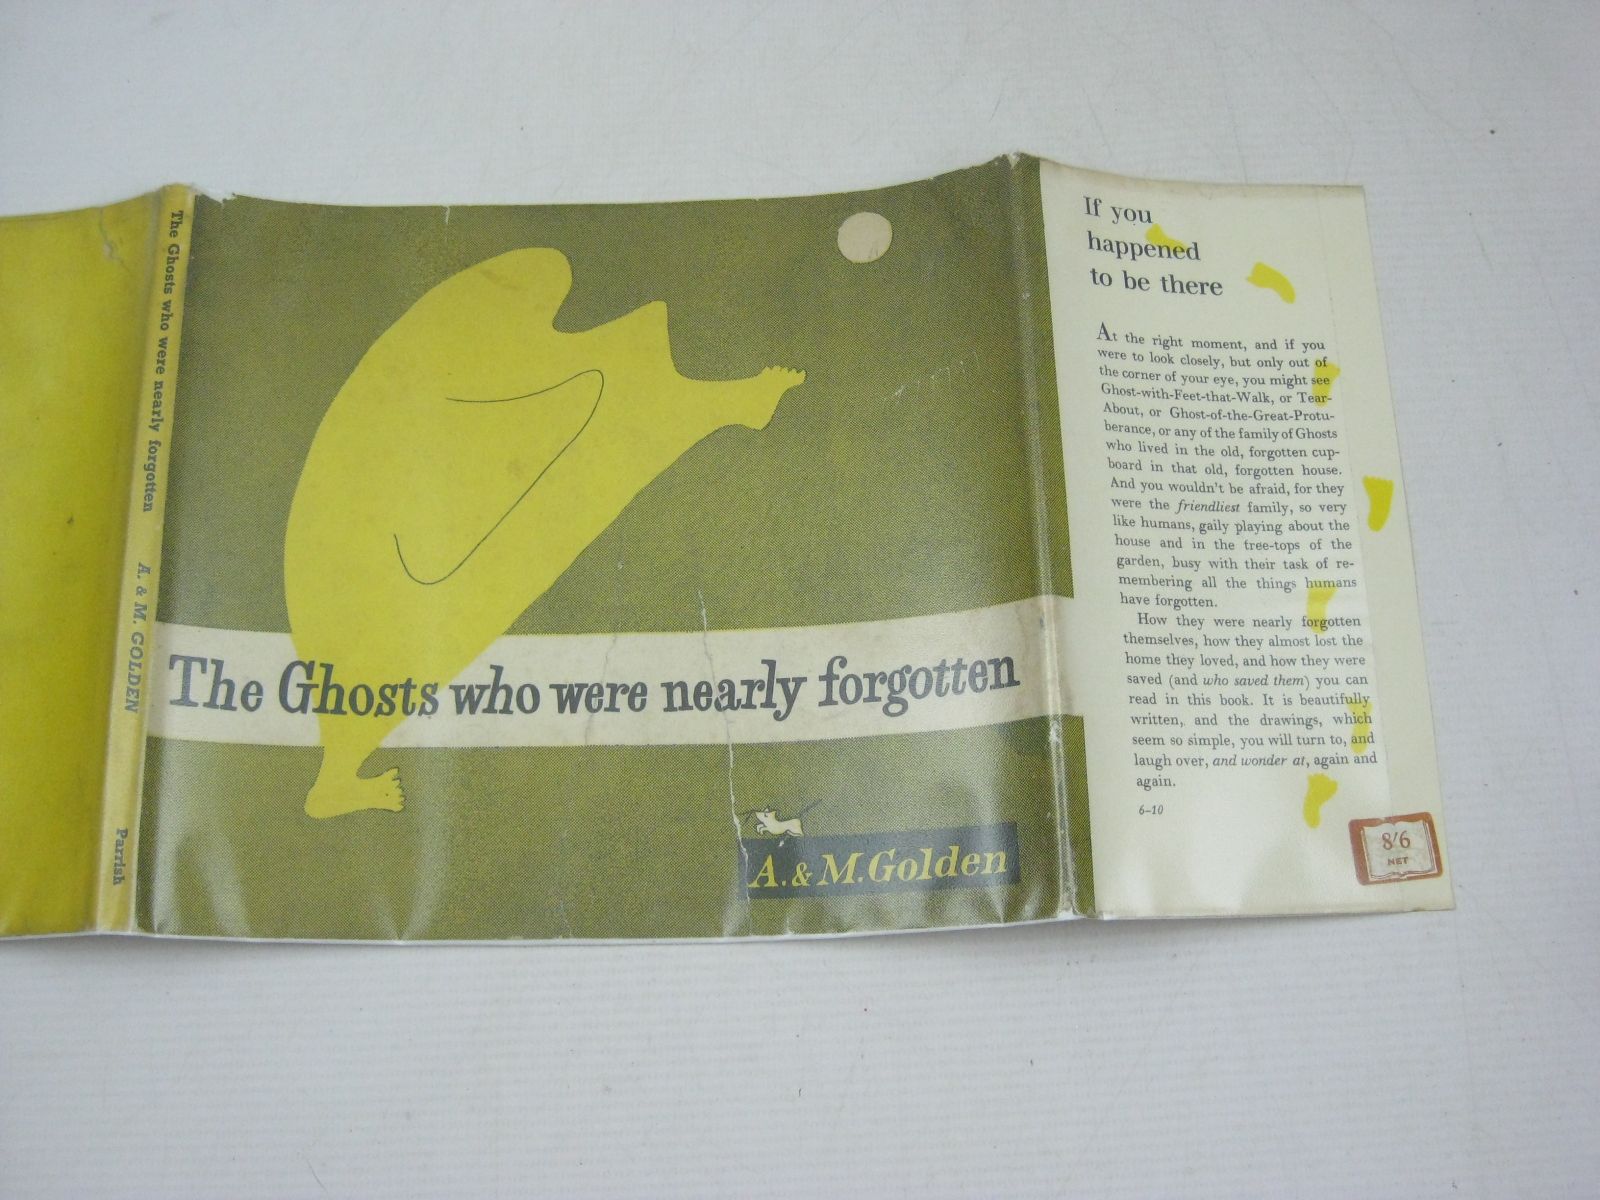 The Ghosts who were nearly forgotten A. & M. GOLDEN Parrish
The Ghosts who were nearly forgotten
A. & M. Golden
If you
happened
to be there
At the right moment, and if you
were to look closely, but only out of
the corner of your eye, you might see
Ghost-with-Feet-that-Walk, or Tear-
About, or Ghost-of-the-Great-Protu-
berance, or any of the family of Ghosts
who lived in the old, forgotten cup-
board in that old, forgotten house.
And you wouldn't be afraid, for they
were the friendliest family, so very
like humans, gaily playing about the
house and in the tree-tops of the
garden, busy with their task of re-
membering all the things humans
have forgotten.
How they were nearly forgotten
themselves, how they almost lost the
home they loved, and how they were
saved (and who saved them) you can
read in this book. It is beautifully
written, and the drawings, which
seem so simple, you will turn to, and
laugh over, and wonder at, again and
again.
6–10
8/6
NET